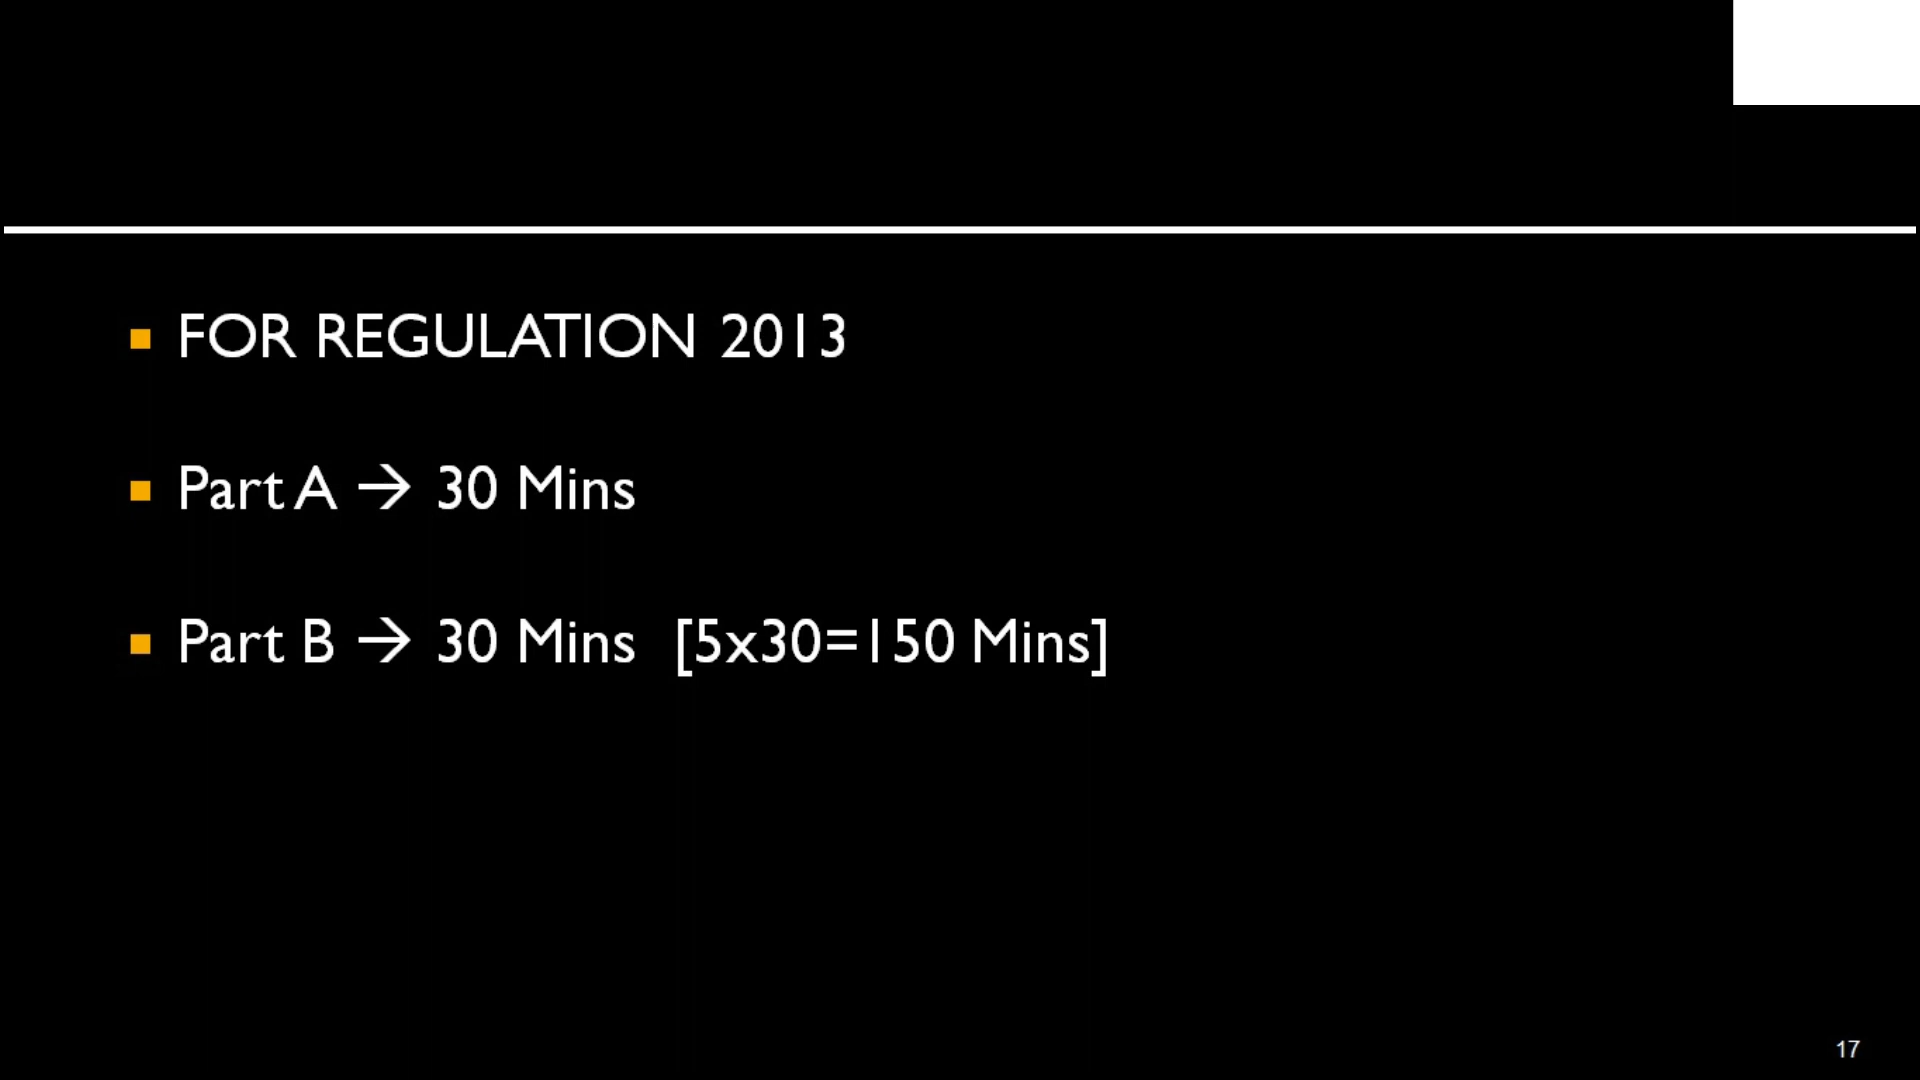 FOR REGULATION 2013
Part A → 30 Mins
Part B → 30 Mins [5x30=150 Mins]
17